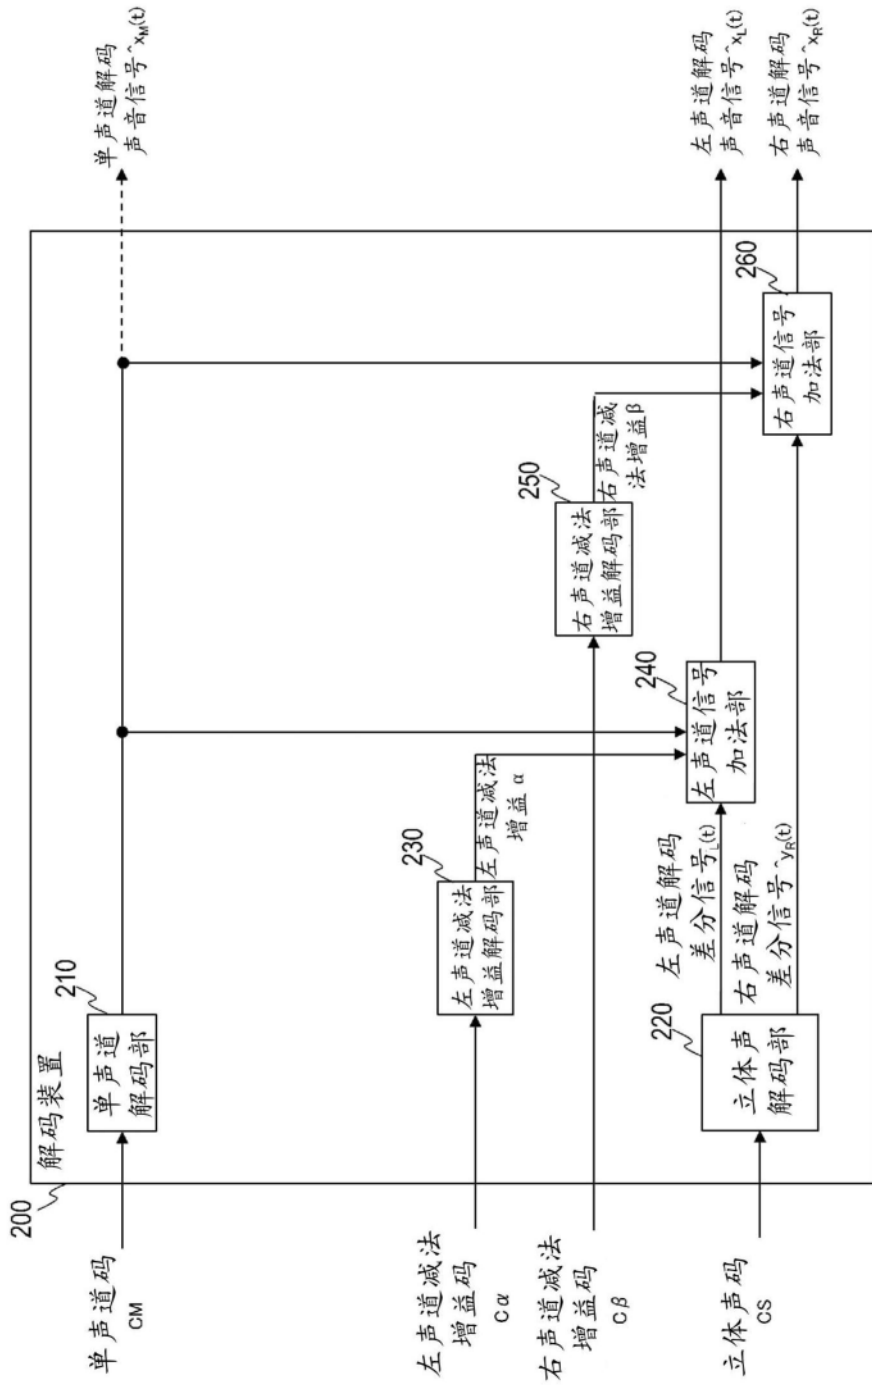 200
解码装置
单声道码
CM
210
单声道
解码部
单声道解码
声音信号^xM(t)
左声道减法
增益码
Cα
230
左声道减法
增益解码部
左声道减法
增益α
右声道减法
增益码
Cβ
250
右声道减法
增益解码部
右声道减
法增益β
立体声码
CS
220
立体声
解码部
左声道解码
差分信号L(t)
右声道解码
差分信号^yR(t)
240
左声道信号
加法部
260
右声道信号
加法部
左声道解码
声音信号^xL(t)
右声道解码
声音信号^xR(t)